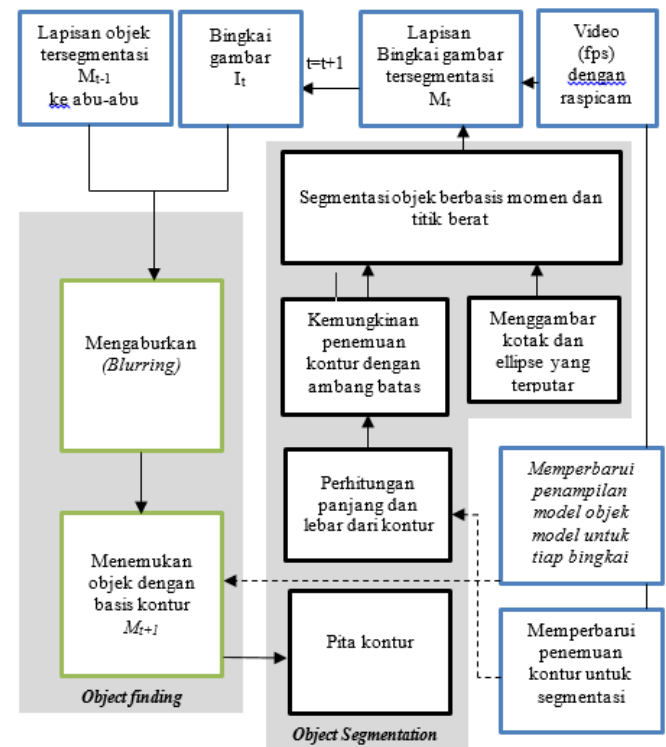 Lapisan objek
tersegmentasi
Mt-1
ke abu-abu
Bingkai
gambar
It
t=t+1
Lapisan
Bingkai gambar
tersegmentasi
Mt
Video
(fps)
dengan
raspicam
Segmentasi objek berbasis momen dan
titik berat
Mengaburkan
(Blurring)
Kemungkinan
penemuan
kontur dengan
ambang batas
Menggambar
kotak dan
ellipse yang
terputar
Perhitungan
panjang dan
lebar dari kontur
Memperbarui
penampilan
model objek
model untuk
tiap bingkai
Menemukan
objek dengan
basis kontur
Mt+1
Pita kontur
Memperbarui
penemuan
kontur untuk
segmentasi
Object finding
Object Segmentation